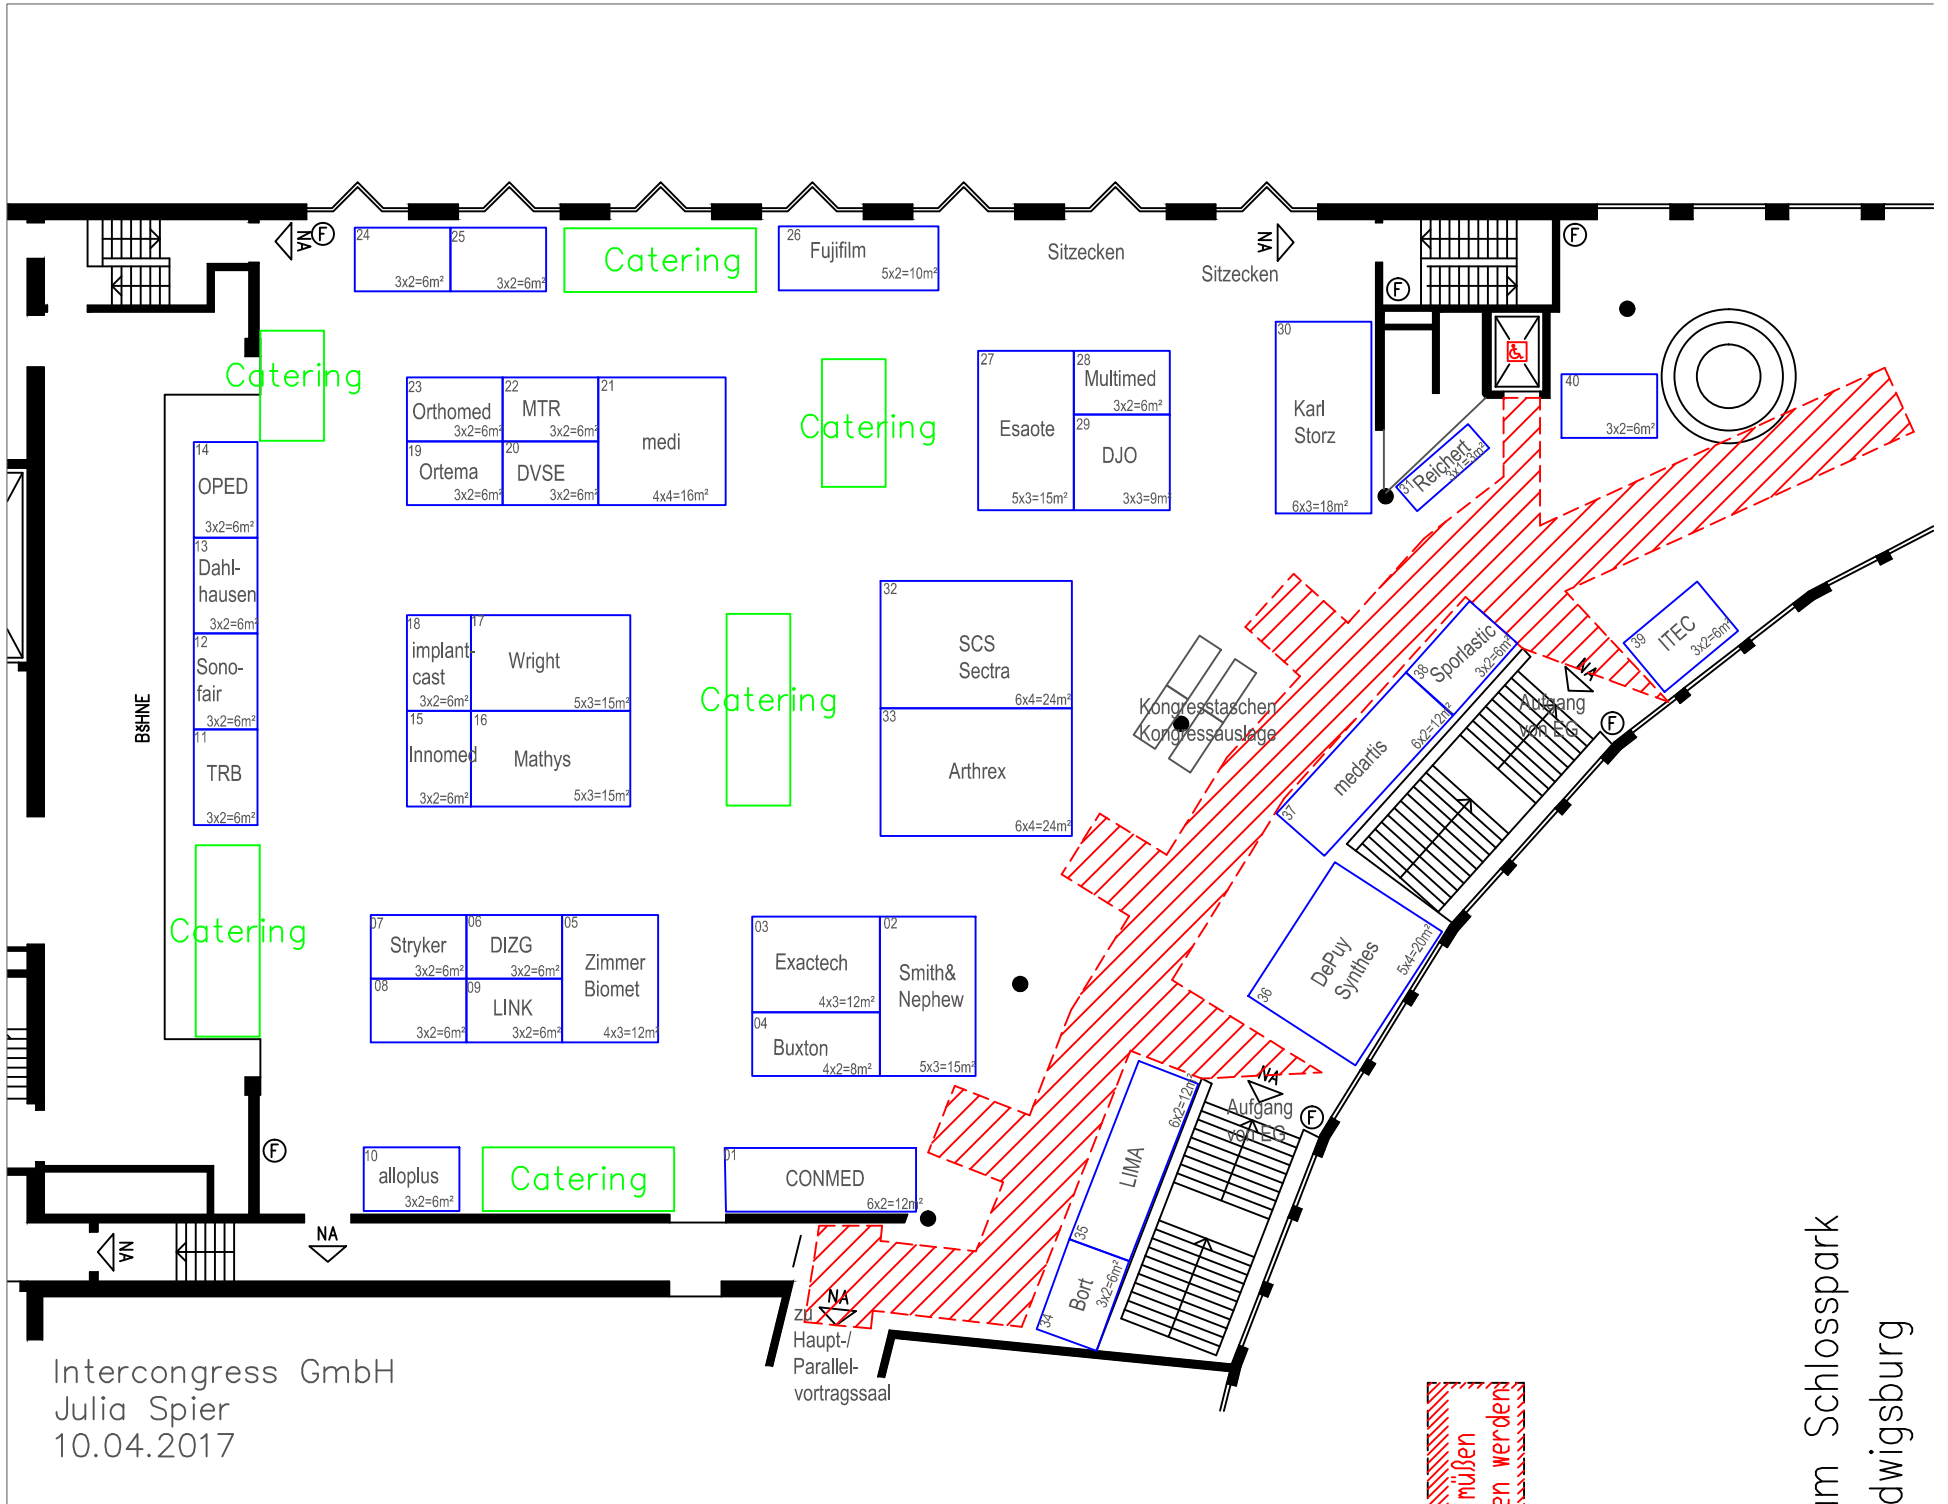 24
3x2=6m²
25
3x2=6m²
Catering
26
Fujifilm
5x2=10m²
Sitzecken
Sitzecken
NA
F
NA
F
F
Catering
23
Orthomed
3x2=6m²
22
MTR
3x2=6m²
21
medi
4x4=16m²
19
Ortema
3x2=6m²
20
DVSE
3x2=6m²
Catering
27
Esaote
5x3=15m²
28
Multimed
3x2=6m²
29
DJO
3x3=9m²
30
Karl
Storz
6x3=18m²
31
Reichert
3x1=3m²
40
3x2=6m²
14
OPED
3x2=6m²
13
Dahl-
hausen
3x2=6m²
12
Sono-
fair
3x2=6m²
11
TRB
3x2=6m²
BsHNE
18
implant-
cast
3x2=6m²
17
Wright
5x3=15m²
15
Innomed
3x2=6m²
16
Mathys
5x3=15m²
Catering
32
SCS
Sectra
6x4=24m²
33
Arthrex
6x4=24m²
Kongresstaschen
Kongressauslage
38
Sporlastic
3x2=6m²
37
medartis
6x2=12m²
39
ITEC
3x2=6m²
NA
Aufgang
von EG
F
Catering
07
Stryker
3x2=6m²
06
DIZG
3x2=6m²
05
Zimmer
Biomet
4x3=12m²
08
3x2=6m²
09
LINK
3x2=6m²
03
Exactech
4x3=12m²
02
Smith&
Nephew
5x3=15m²
04
Buxton
4x2=8m²
36
DePuy
Synthes
5x4=20m²
NA
Aufgang
von EG
F
35
LIMA
6x2=12m²
34
Bort
3x2=6m²
F
10
alloplus
3x2=6m²
Catering
01
CONMED
6x2=12m²
NA
NA
NA
zu
Haupt-/
Parallel-
vortragssaal
Intercongress GmbH
Julia Spier
10.04.2017
müßen
en werden
um Schlosspark
dwigsburg